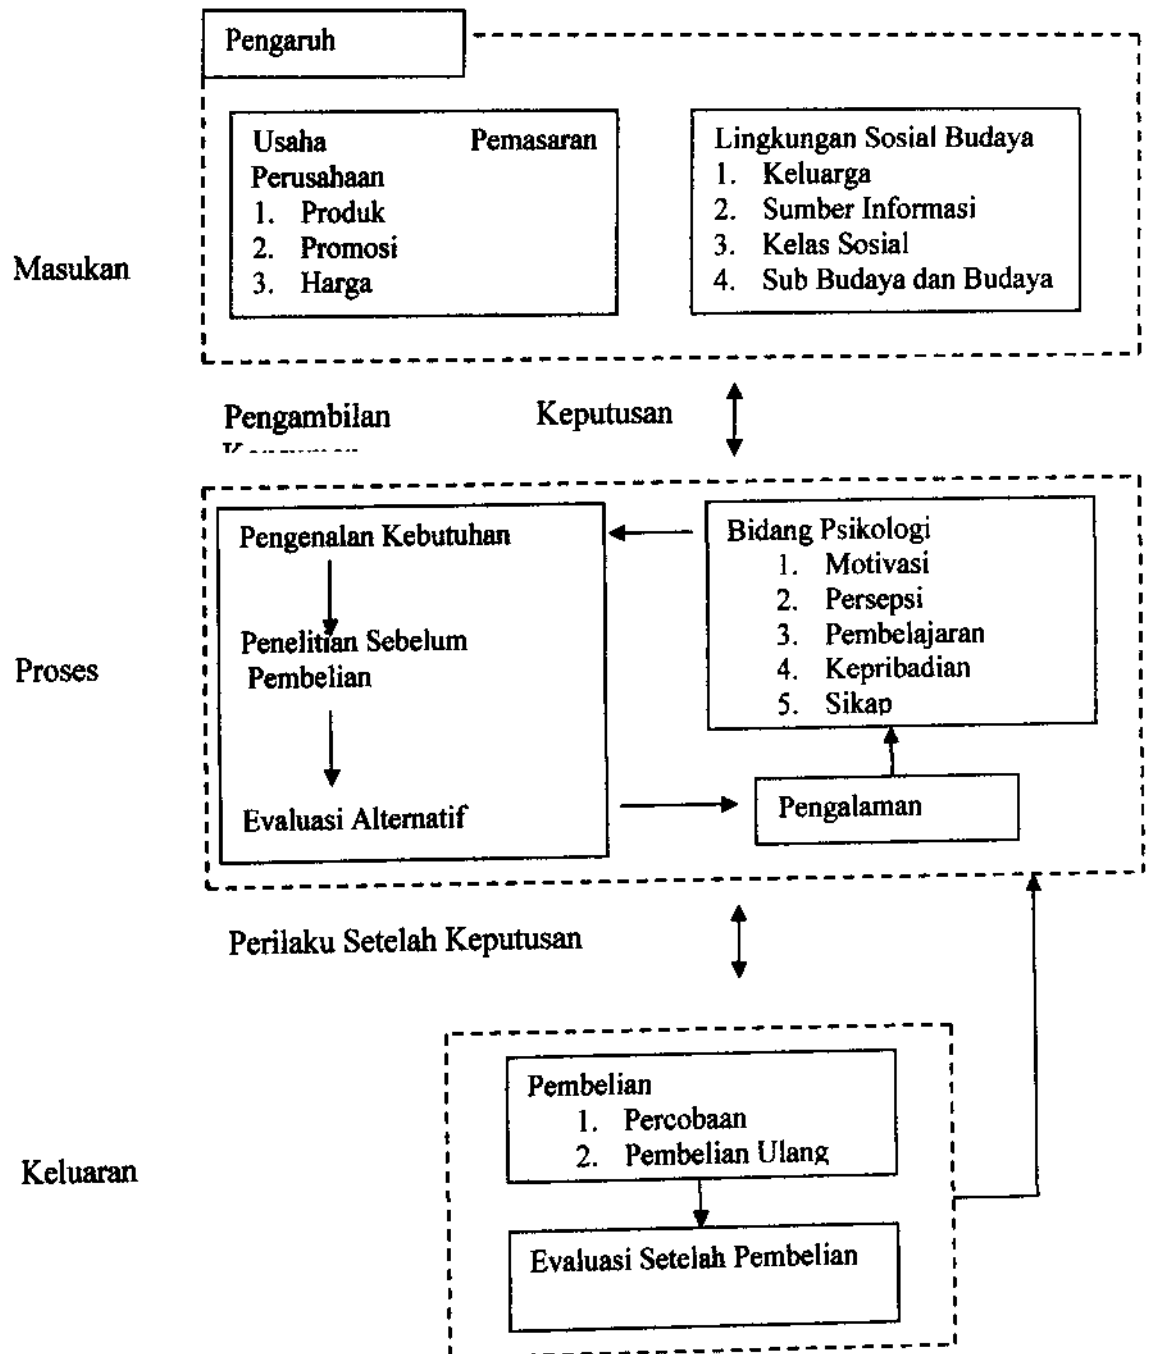 Pengaruh
Usaha Pemasaran
Perusahaan
1. Produk
2. Promosi
3. Harga
Lingkungan Sosial Budaya
1. Keluarga
2. Sumber Informasi
3. Kelas Sosial
4. Sub Budaya dan Budaya
Masukan
Pengambilan Keputusan
Pengenalan Kebutuhan
Penelitian Sebelum
Pembelian
Evaluasi Alternatif
Bidang Psikologi
1. Motivasi
2. Persepsi
3. Pembelajaran
4. Kepribadian
5. Sikap
Pengalaman
Proses
Perilaku Setelah Keputusan
Pembelian
1. Percobaan
2. Pembelian Ulang
Evaluasi Setelah Pembelian
Keluaran